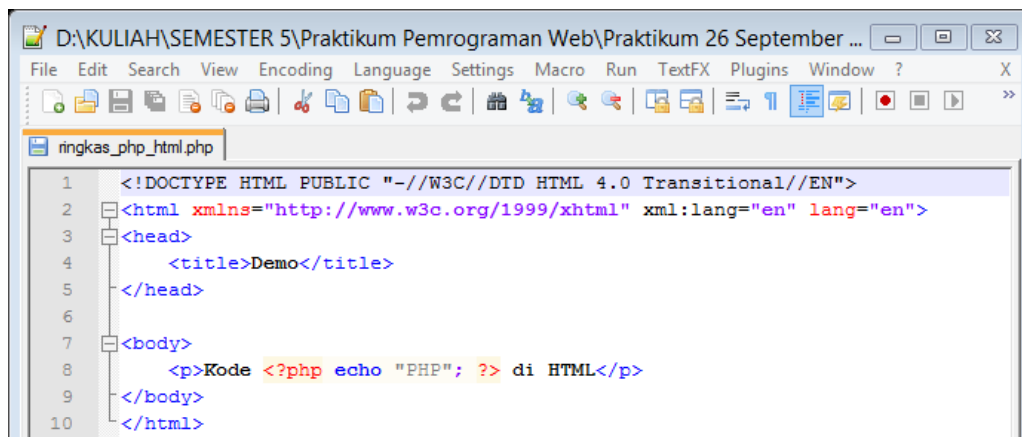 D:\KULIAH\SEMESTER 5\Praktikum Pemrograman Web\Praktikum 26 September ...
File Edit Search View Encoding Language Settings Macro Run TextFX Plugins Window ? X
ringkas_php_html.php
1 <!DOCTYPE HTML PUBLIC "-//W3C//DTD HTML 4.0 Transitional//EN">
2 <html xmlns="http://www.w3c.org/1999/xhtml" xml:lang="en" lang="en">
3 <head>
4 <title>Demo</title>
5 </head>
6
7 <body>
8 <p>Kode <?php echo "PHP"; ?> di HTML</p>
9 </body>
10 </html>